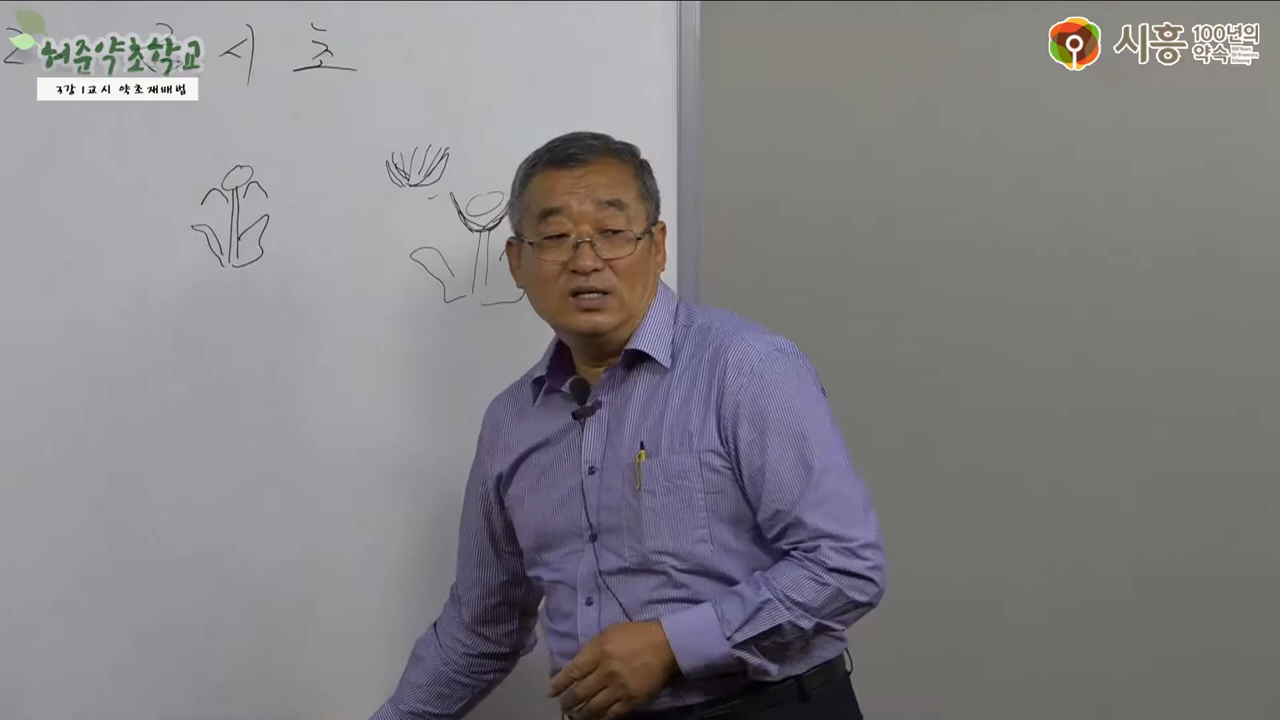 허준약초학교
3강 1교시 약초재배법
시 초
시흥 100년의
약속